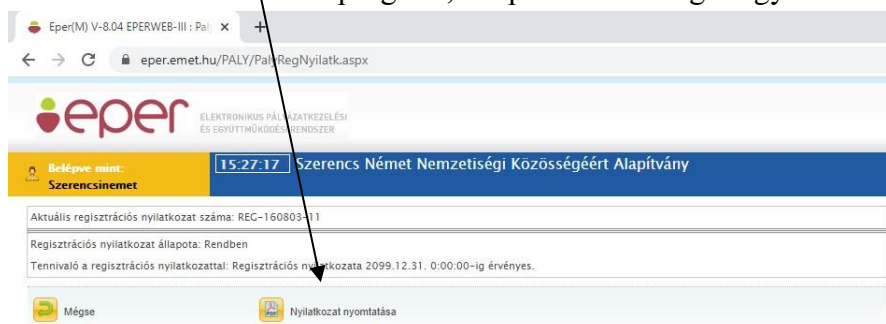 Eper(M) V-8.04 EPERWEB-III : Pal
eper.emet.hu/PALY/PalyRegNyilatk.aspx
eper
ELEKTRONIKUS PÁLYÁZATKEZELÉSI
ÉS EGYÜTTMŰKÖDÉSI RENDSZER
Belépve mint:
Szerencsinemet
15:27:17 Szerencs Német Nemzetiségi Közösségéért Alapítvány
Aktuális regisztrációs nyilatkozat száma: REG-160803-11
Regisztrációs nyilatkozat állapota: Rendben
Tennivaló a regisztrációs nyilatkozattal: Regisztrációs nyilatkozata 2099.12.31. 0:00:00-ig érvényes.
Mégse
Nyilatkozat nyomtatása